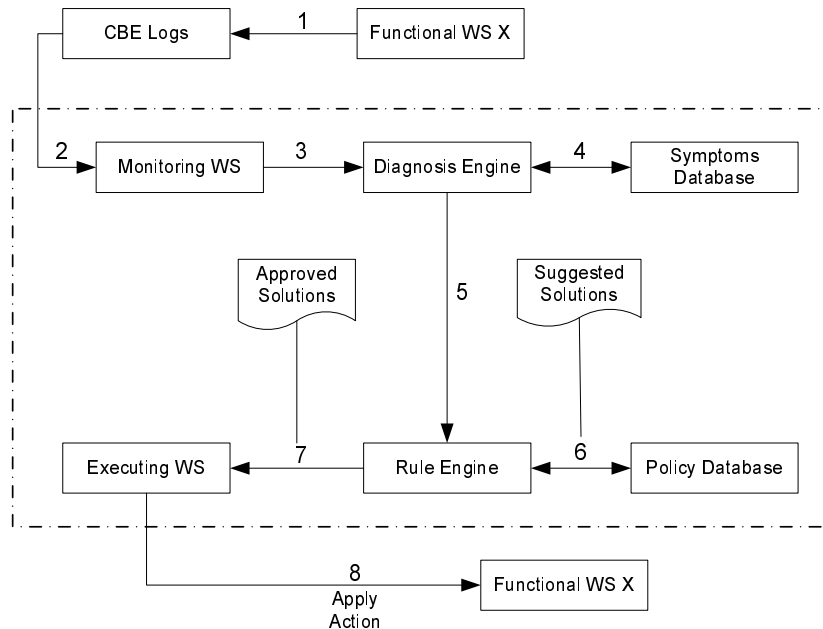 CBE Logs
1
Functional WS X
2
Monitoring WS
3
Diagnosis Engine
4
Symptoms
Database
Approved
Solutions
5
Suggested
Solutions
Executing WS
7
Rule Engine
6
Policy Database
8
Apply
Action
Functional WS X